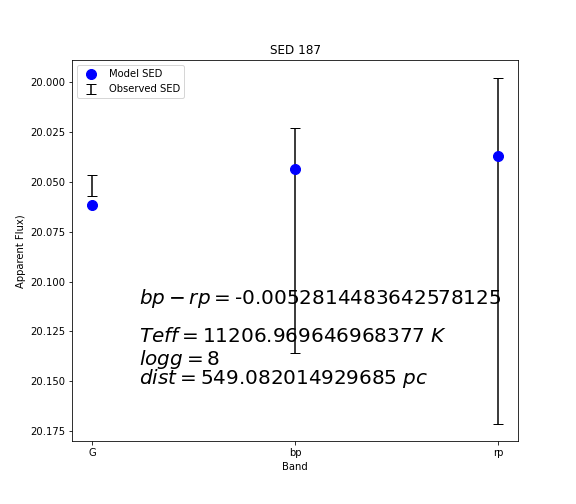 SED 187
Model SED
Observed SED
20.000
20.025
20.050
20.075
20.100
20.125
20.150
20.175
Apparent Flux)
bp − rp = -0.0052814483642578125
Teff = 11206.969646968377 K
logg = 8
dist = 549.082014929685 pc
G bp rp
Band